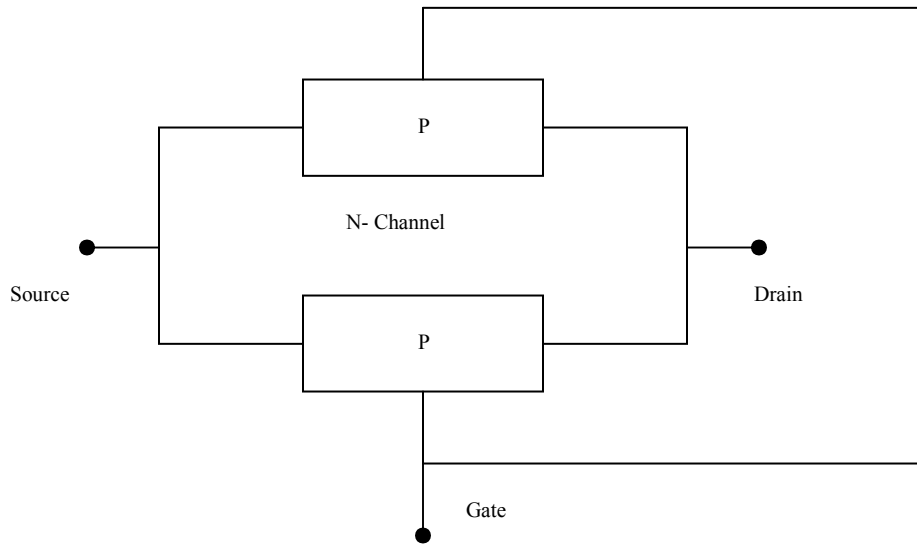 P
N- Channel
Source
Drain
P
Gate